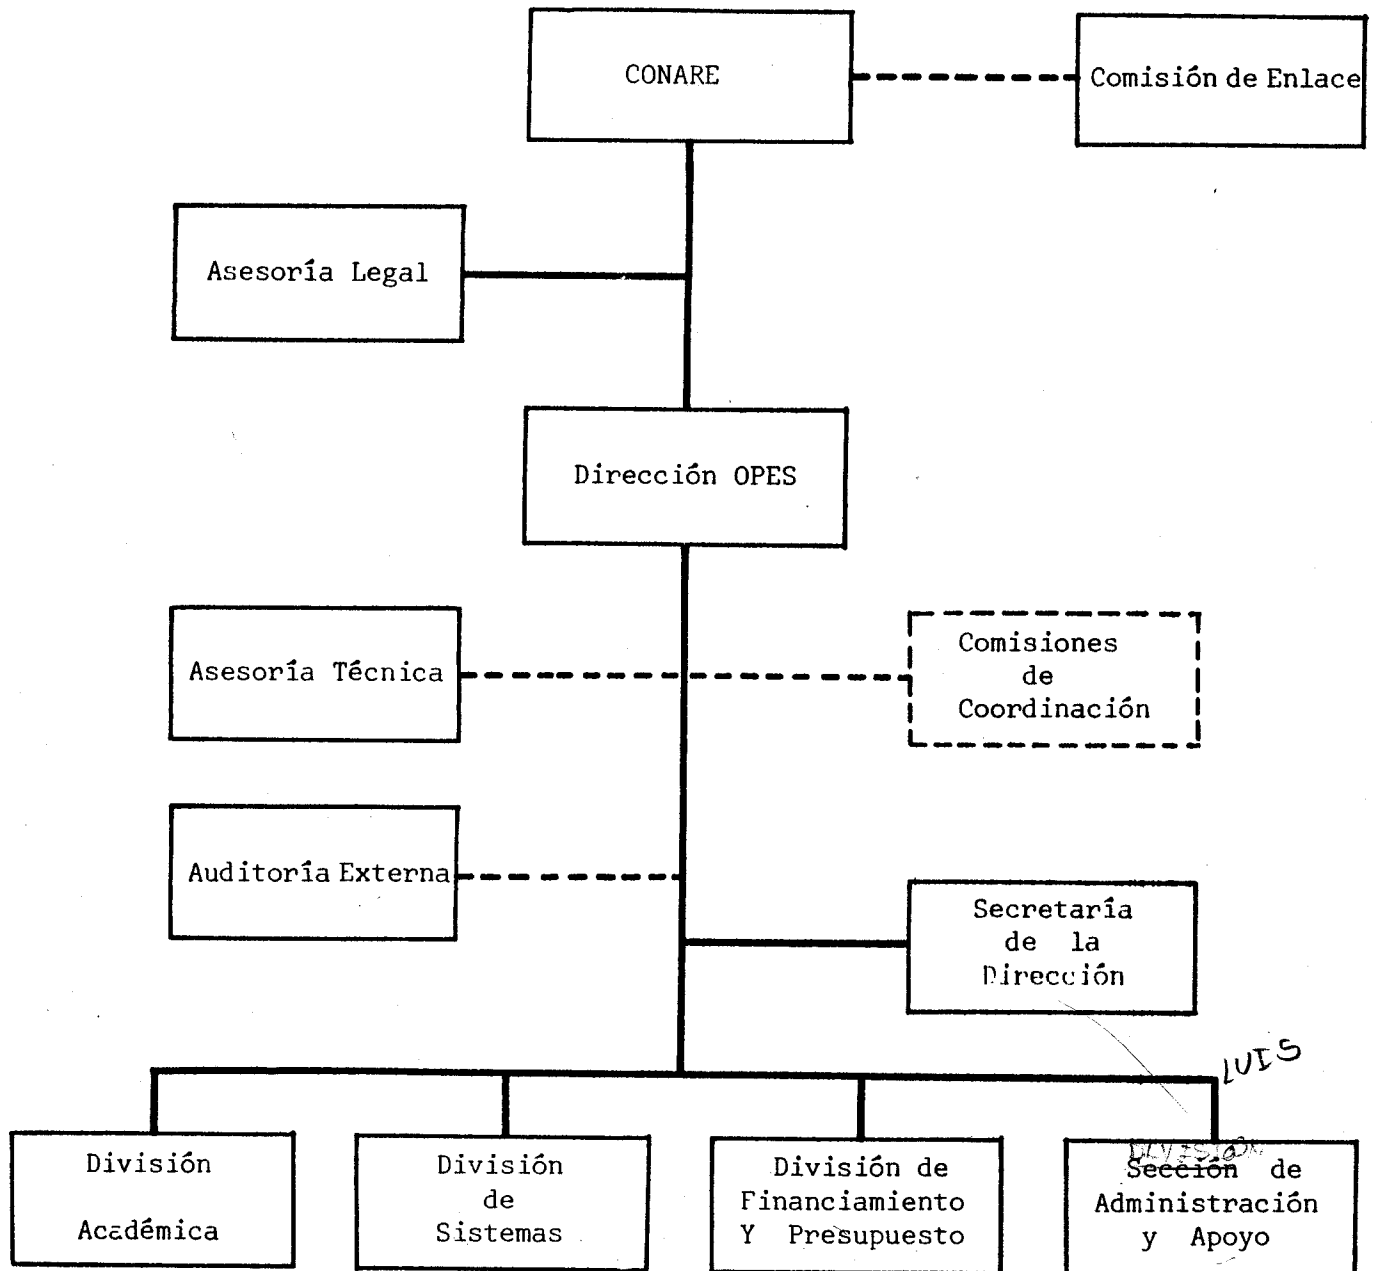 CONARE
Comisión de Enlace
Asesoría Legal
Dirección OPES
Asesoría Técnica
Comisiones
de
Coordinación
Auditoría Externa
Secretaría
de la
Dirección
LUIS
División
Académica
División
de
Sistemas
División de
Financiamiento
Y Presupuesto
DIVISION
Sección de
Administración
y Apoyo